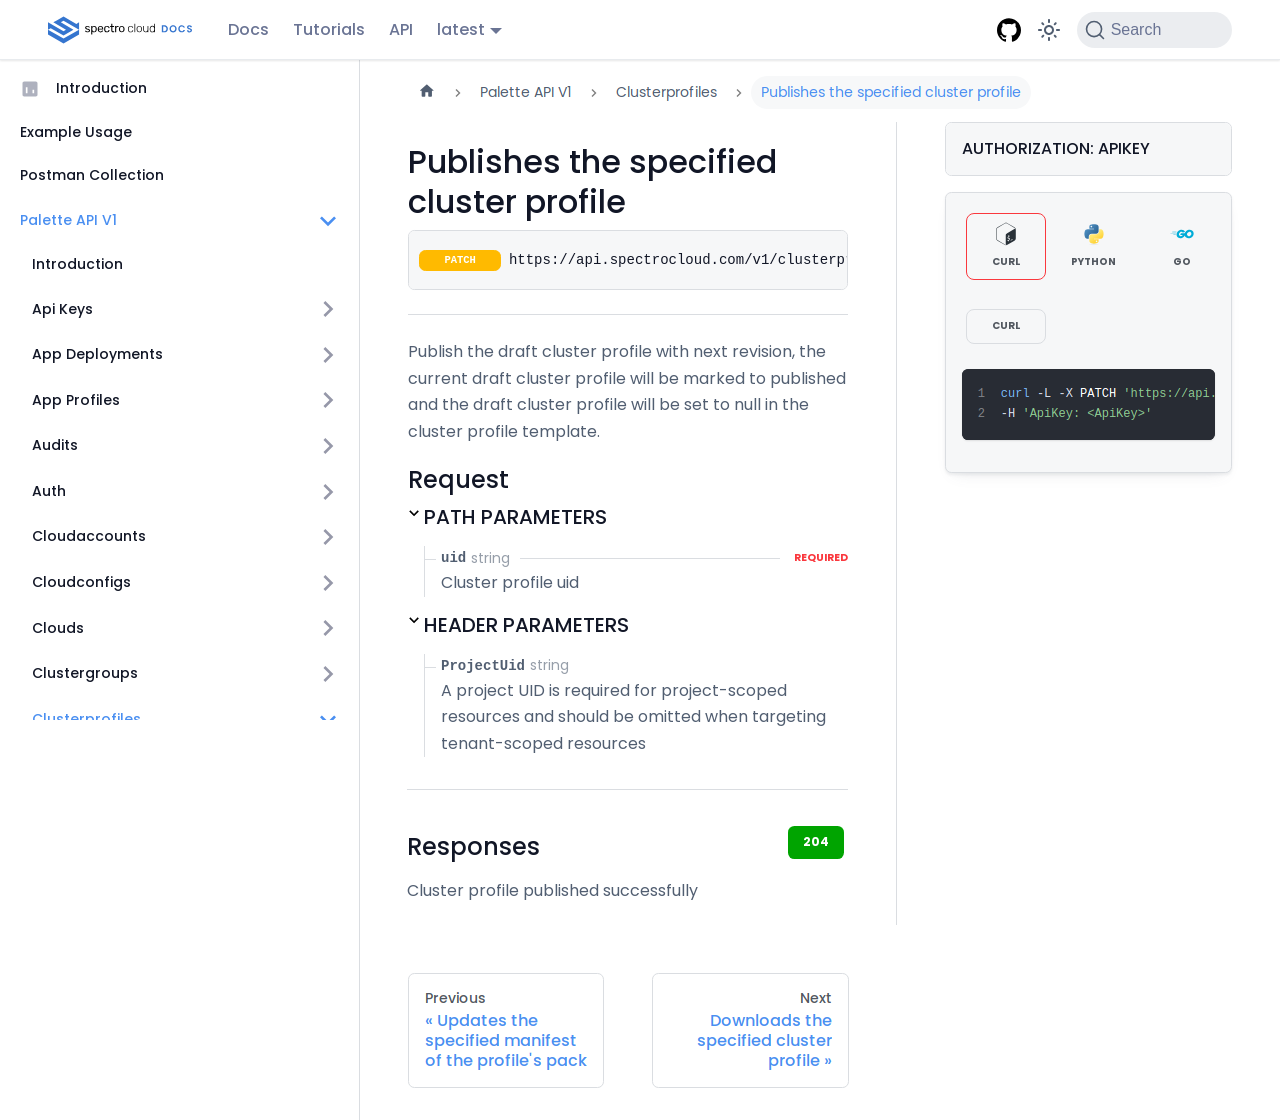 spectro cloud DOCS
Docs
Tutorials
API
latest
Search
Introduction
Example Usage
Postman Collection
Palette API V1
Introduction
Api Keys
App Deployments
App Profiles
Audits
Auth
Cloudaccounts
Cloudconfigs
Clouds
Clustergroups
Clusterprofiles
Palette API V1
Clusterprofiles
Publishes the specified cluster profile
Publishes the specified
cluster profile
PATCH https://api.spectrocloud.com/v1/clusterp
Publish the draft cluster profile with next revision, the
current draft cluster profile will be marked to published
and the draft cluster profile will be set to null in the
cluster profile template.
Request
PATH PARAMETERS
uid string REQUIRED
Cluster profile uid
HEADER PARAMETERS
ProjectUid string
A project UID is required for project-scoped
resources and should be omitted when targeting
tenant-scoped resources
Responses
204
Cluster profile published successfully
AUTHORIZATION: APIKEY
CURL
PYTHON
GO
CURL
1 curl -L -X PATCH 'https://api.
2 -H 'ApiKey: <ApiKey>'
Previous
« Updates the
specified manifest
of the profile's pack
Next
Downloads the
specified cluster
profile »